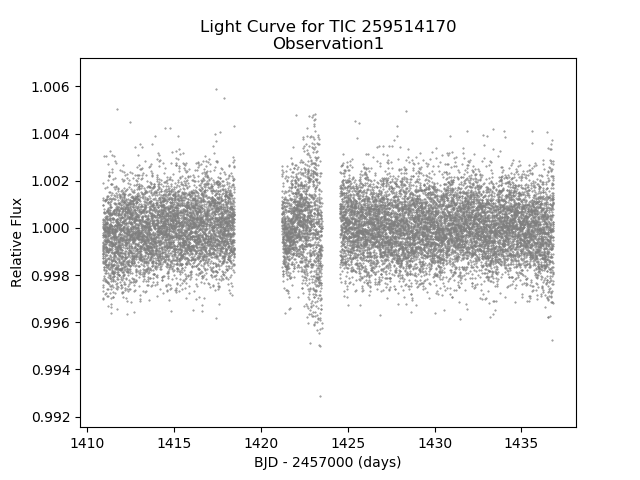 Light Curve for TIC 259514170
Observation1
1.006
1.004
1.002
1.000
0.998
0.996
0.994
0.992
Relative Flux
1410 1415 1420 1425 1430 1435
BJD - 2457000 (days)